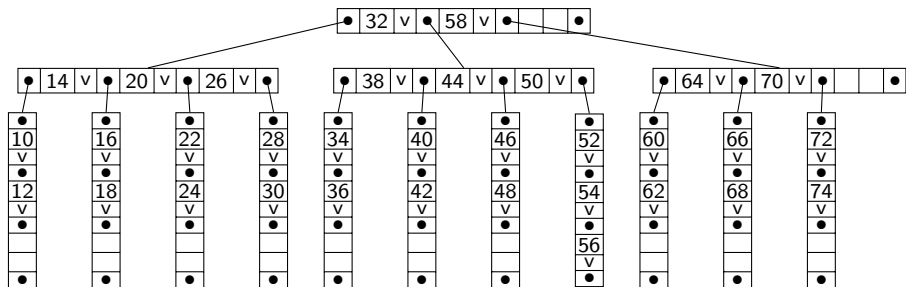 32 v 58 v
14 v 20 v 26 v
38 v 44 v 50 v
64 v 70 v
10 v 12 v
16 v 18 v
22 v 24 v
28 v 30 v
34 v 36 v
40 v 42 v
46 v 48 v
52 v 54 v 56 v
60 v 62 v
66 v 68 v
72 v 74 v